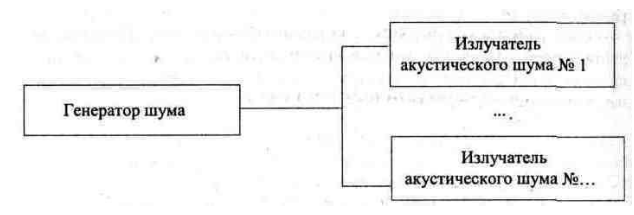 Излучатель
акустического шума № 1
Генератор шума
... .
Излучатель
акустического шума №...